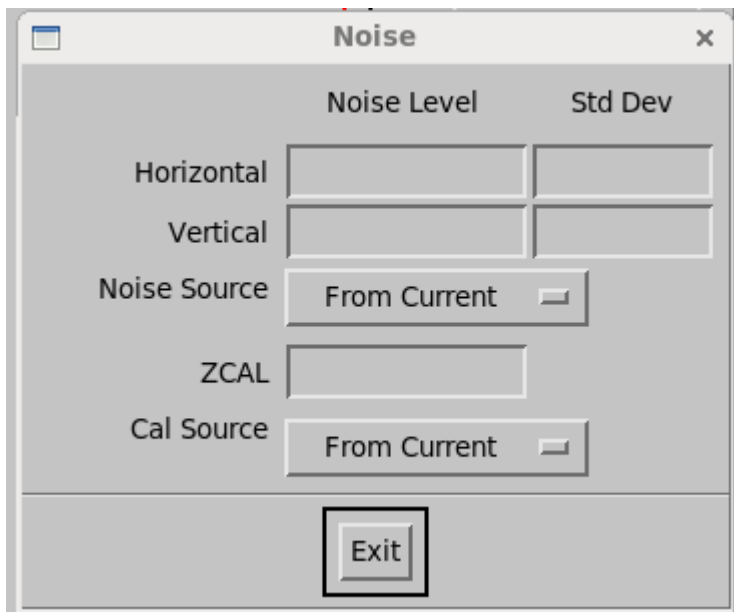 Noise
Noise Level Std Dev
Horizontal
Vertical
Noise Source From Current
ZCAL
Cal Source From Current
Exit